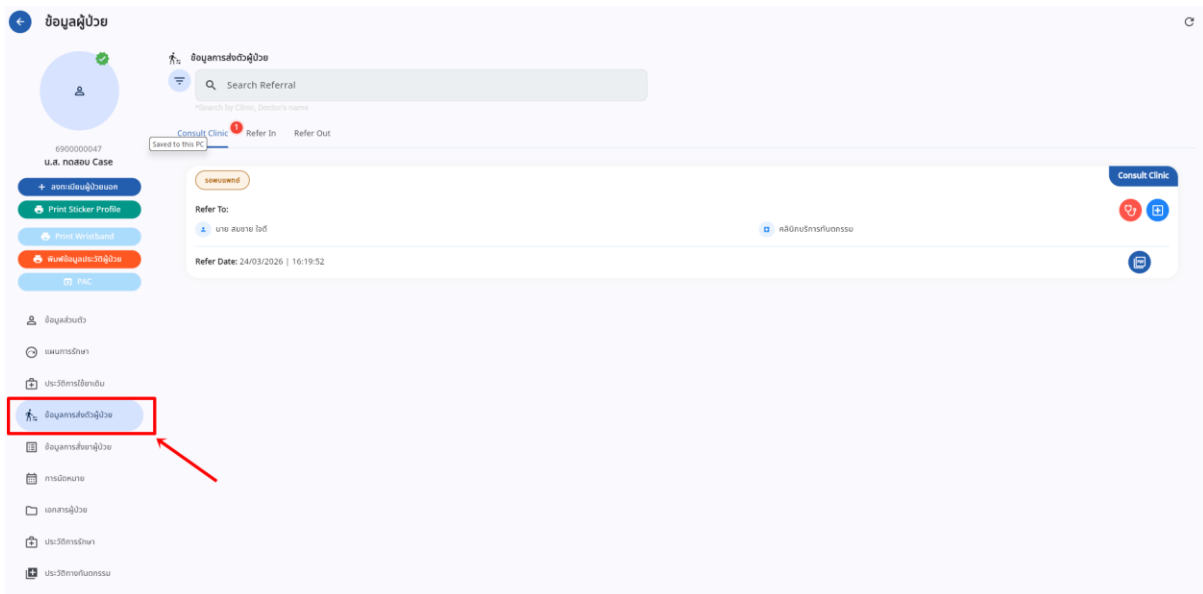 ข้อมูลผู้ป่วย
6900000047
น.ส. ทดสอบ Case
+ ลงทะเบียนผู้ป่วยนอก
Print Sticker Profile
Print Wristband
พิมพ์ข้อมูลประวัติผู้ป่วย
PAC
ข้อมูลส่วนตัว
แผนการรักษา
ประวัติการใช้ยาเดิม
ข้อมูลการส่งตัวผู้ป่วย
ข้อมูลการสั่งยาผู้ป่วย
การนัดหมาย
เอกสารผู้ป่วย
ประวัติการรักษา
ประวัติทางทันตกรรม
ข้อมูลการส่งตัวผู้ป่วย
Search Referral
*Search by Clinic, Doctor's name
Consult Clinic 1 Refer In Refer Out
Saved to this PC
รอพบแพทย์ Consult Clinic
Refer To:
นาย สมชาย ใจดี คลินิกบริการทันตกรรม
Refer Date: 24/03/2026 | 16:19:52